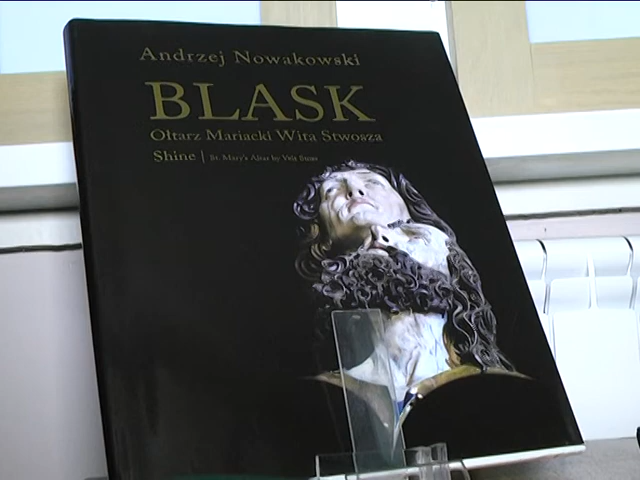 Andrzej Nowakowski
BLASK
Ołtarz Mariacki Wita Stwosza
Shine | St. Mary's Altar by Veit Stoss